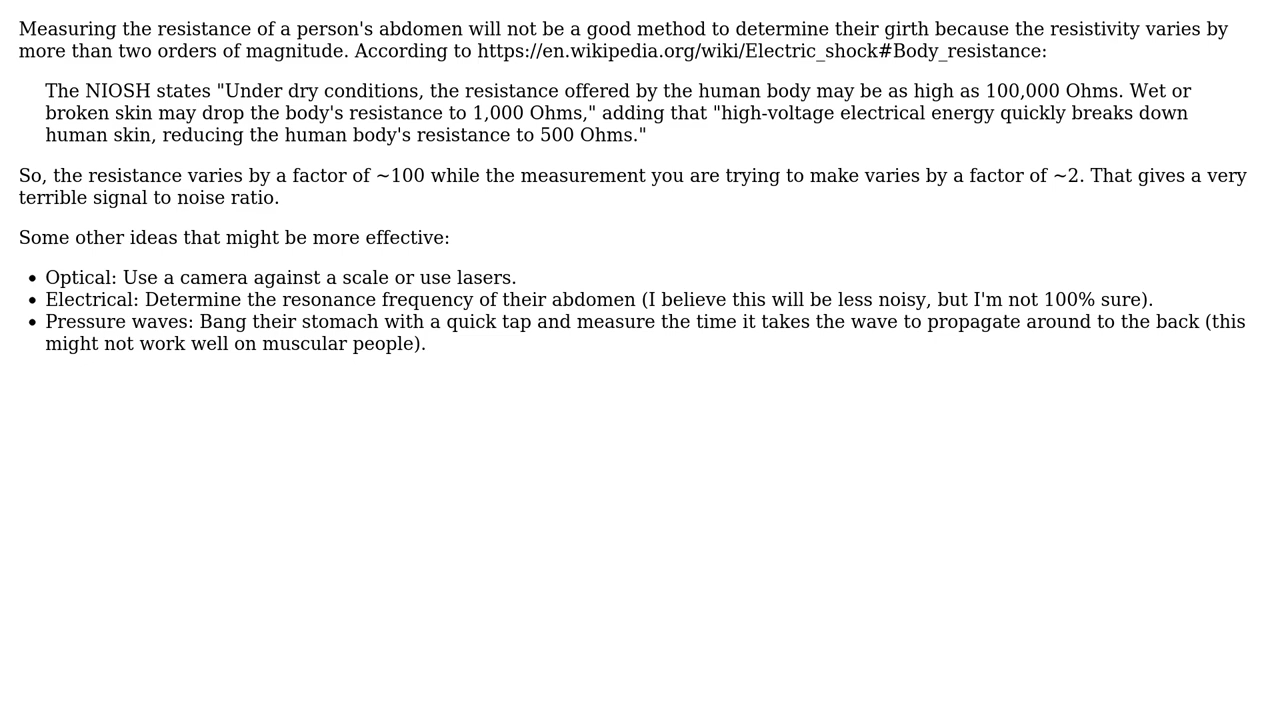 Measuring the resistance of a person's abdomen will not be a good method to determine their girth because the resistivity varies by
more than two orders of magnitude. According to https://en.wikipedia.org/wiki/Electric_shock#Body_resistance:
The NIOSH states "Under dry conditions, the resistance offered by the human body may be as high as 100,000 Ohms. Wet or
broken skin may drop the body's resistance to 1,000 Ohms," adding that "high-voltage electrical energy quickly breaks down
human skin, reducing the human body's resistance to 500 Ohms."
So, the resistance varies by a factor of ~100 while the measurement you are trying to make varies by a factor of ~2. That gives a very
terrible signal to noise ratio.
Some other ideas that might be more effective:
• Optical: Use a camera against a scale or use lasers.
• Electrical: Determine the resonance frequency of their abdomen (I believe this will be less noisy, but I'm not 100% sure).
• Pressure waves: Bang their stomach with a quick tap and measure the time it takes the wave to propagate around to the back (this
might not work well on muscular people).